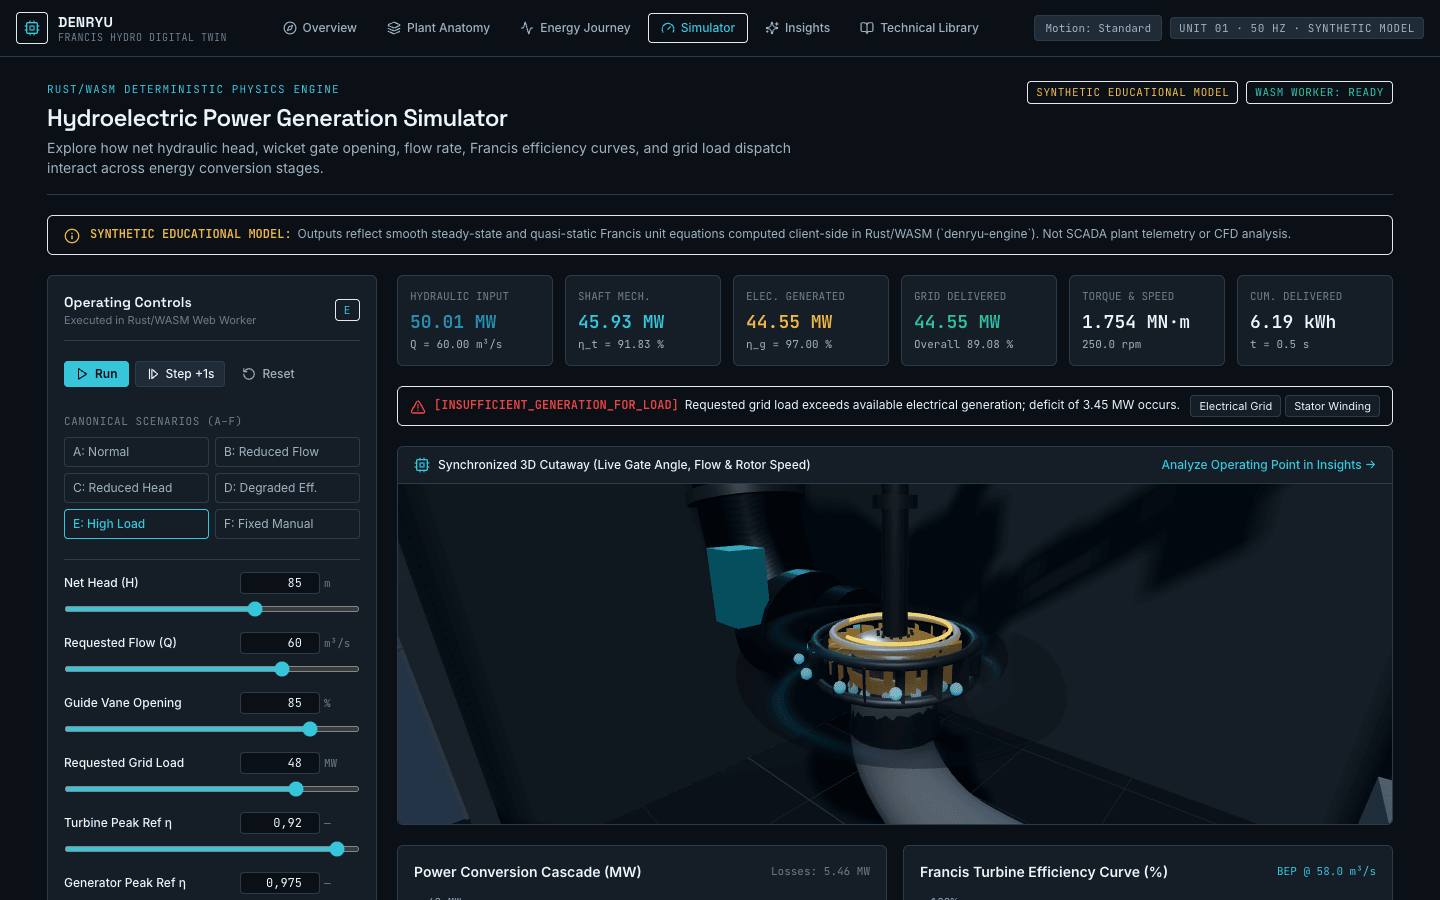 DENRYU
FRANCIS HYDRO DIGITAL TWIN
Overview
Plant Anatomy
Energy Journey
Simulator
Insights
Technical Library
Motion: Standard
UNIT 01 · 50 HZ · SYNTHETIC MODEL
RUST/WASM DETERMINISTIC PHYSICS ENGINE
SYNTHETIC EDUCATIONAL MODEL
WASM WORKER: READY
Hydroelectric Power Generation Simulator
Explore how net hydraulic head, wicket gate opening, flow rate, Francis efficiency curves, and grid load dispatch
interact across energy conversion stages.
SYNTHETIC EDUCATIONAL MODEL: Outputs reflect smooth steady-state and quasi-static Francis unit equations computed client-side in Rust/WASM (`denryu-engine`). Not SCADA plant telemetry or CFD analysis.
Operating Controls
Executed in Rust/WASM Web Worker
E
Run
Step +1s
Reset
CANONICAL SCENARIOS (A–F)
A: Normal
B: Reduced Flow
C: Reduced Head
D: Degraded Eff.
E: High Load
F: Fixed Manual
Net Head (H)
85
m
Requested Flow (Q)
60
m³/s
Guide Vane Opening
85
%
Requested Grid Load
48
MW
Turbine Peak Ref η
0,92
—
Generator Peak Ref η
0,975
—
HYDRAULIC INPUT
50.01 MW
Q = 60.00 m³/s
SHAFT MECH.
45.93 MW
η_t = 91.83 %
ELEC. GENERATED
44.55 MW
η_g = 97.00 %
GRID DELIVERED
44.55 MW
Overall 89.08 %
TORQUE & SPEED
1.754 MN·m
250.0 rpm
CUM. DELIVERED
6.19 kWh
t = 0.5 s
[INSUFFICIENT_GENERATION_FOR_LOAD] Requested grid load exceeds available electrical generation; deficit of 3.45 MW occurs.
Electrical Grid
Stator Winding
Synchronized 3D Cutaway (Live Gate Angle, Flow & Rotor Speed)
Analyze Operating Point in Insights →
Power Conversion Cascade (MW)
Losses: 5.46 MW
Francis Turbine Efficiency Curve (%)
BEP @ 58.0 m³/s